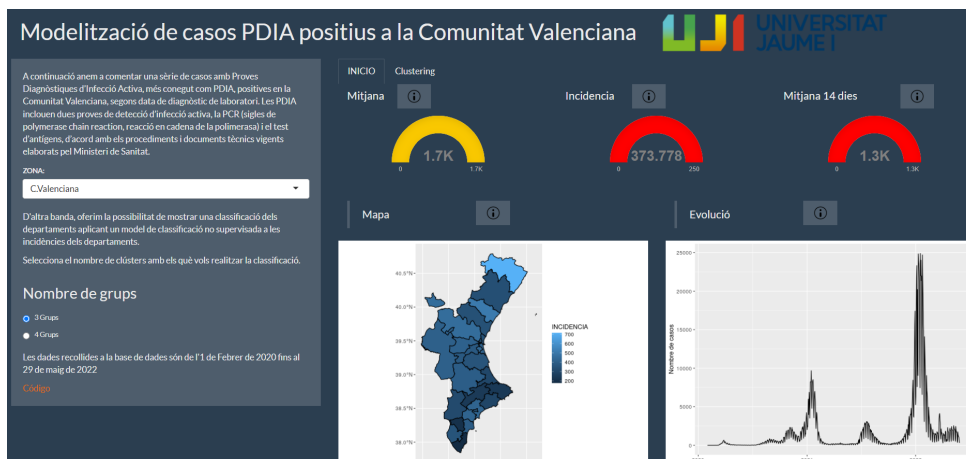 Modelització de casos PDIA positius a la Comunitat Valenciana
UJI UNIVERSITAT
JAUME I
A continuació anem a comentar una sèrie de casos amb Proves
Diagnòstiques d'Infecció Activa, més conegut com PDIA, positives en la
Comunitat Valenciana, segons data de diagnòstic de laboratori. Les PDIA
inclouen dues proves de detecció d'infecció activa, la PCR (sigles de
polymerase chain reaction, reacció en cadena de la polimerasa) i el test
d'antígens, d'acord amb els procediments i documents tècnics vigents
elaborats pel Ministeri de Sanitat.
ZONA:
C.Valenciana
D'altra banda, oferim la possibilitat de mostrar una classificació dels
departaments aplicant un model de classificació no supervisada a les
incidències dels departaments.
Selecciona el nombre de clústers amb els què vols realitzar la classificació.
Nombre de grups
3 Grups
4 Grups
Les dades recollides a la base de dades són de l'1 de Febrer de 2020 fins al
29 de maig de 2022
Código
INICIO Clustering
Mitjana
1.7K
0 1.7K
Incidencia
373.778
0 250
Mitjana 14 dies
1.3K
0 1.3K
Mapa
40.5°N
40.0°N
39.5°N
39.0°N
38.5°N
38.0°N
INCIDENCIA
700
600
500
400
300
200
Evolució
Nombre de casos
25000
20000
15000
10000
5000
0